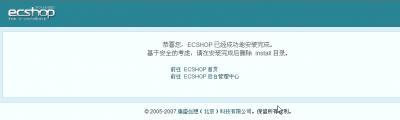 ecshop
恭喜您，ECSHOP 已经成功地安装完成。
基于安全的考虑，请在安装完成后删除 install 目录。
前往 ECSHOP 首页
前往 ECSHOP 后台管理中心
© 2005-2007 康盛创想（北京）科技有限公司。保留所有权利。